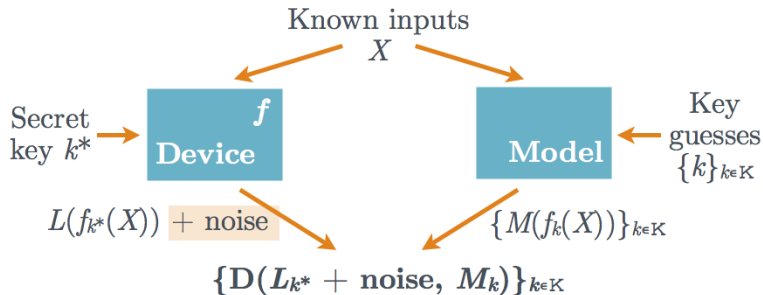 Known inputs
X
Secret
key k*
f
Device
Model
Key
guesses
{k}k∈K
L(fk*(X)) + noise
{M(fk(X))}k∈K
{D(Lk* + noise, Mk)}k∈K